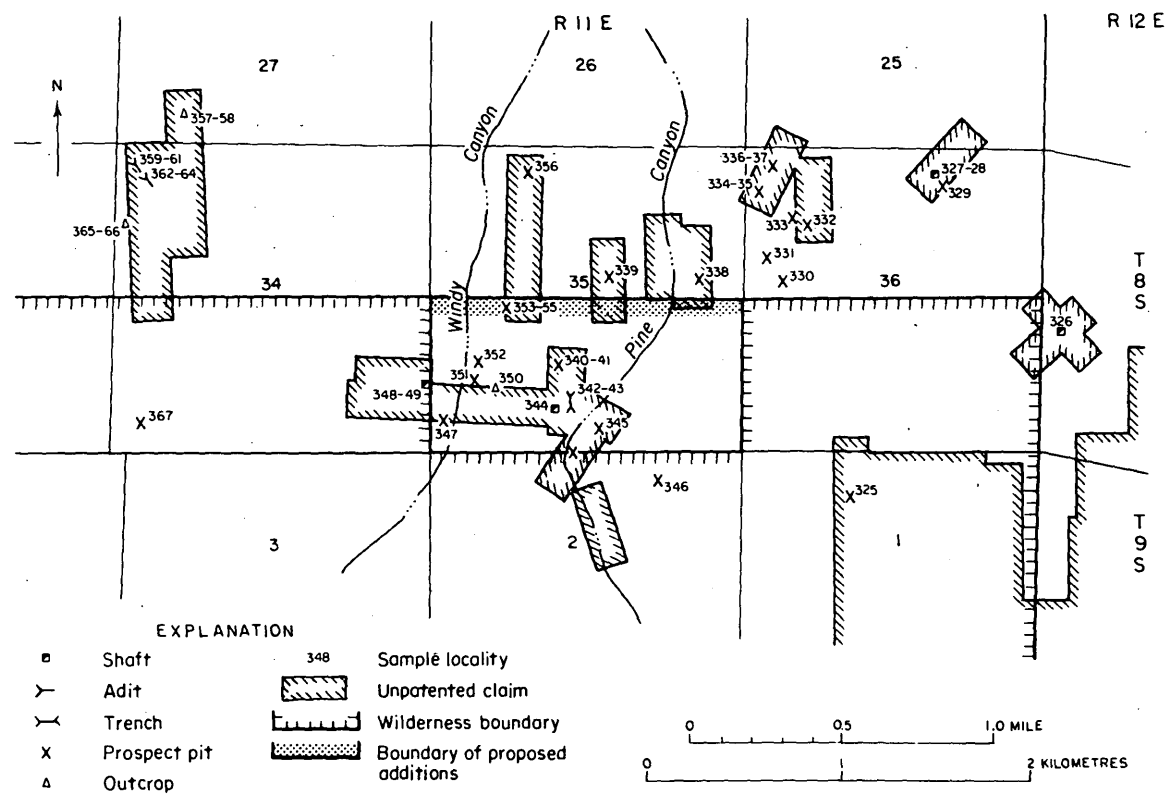 R 11 E
R 12 E
27
26
25
N
Canyon
Canyon
357-58
359-61
362-64
365-66
356
336-37
334-35
327-28
329
333
332
331
330
339
338
34
35
36
T
8
S
Windy
353-55
Pine
326
352
351
350
340-41
342-43
348-49
344
345
347
367
346
325
3
2
1
T
9
S
EXPLANATION
Shaft
Adit
Trench
Prospect pit
Outcrop
348 Sample locality
Unpatented claim
Wilderness boundary
Boundary of proposed
additions
0 0.5 1.0 MILE
0 1 2 KILOMETRES